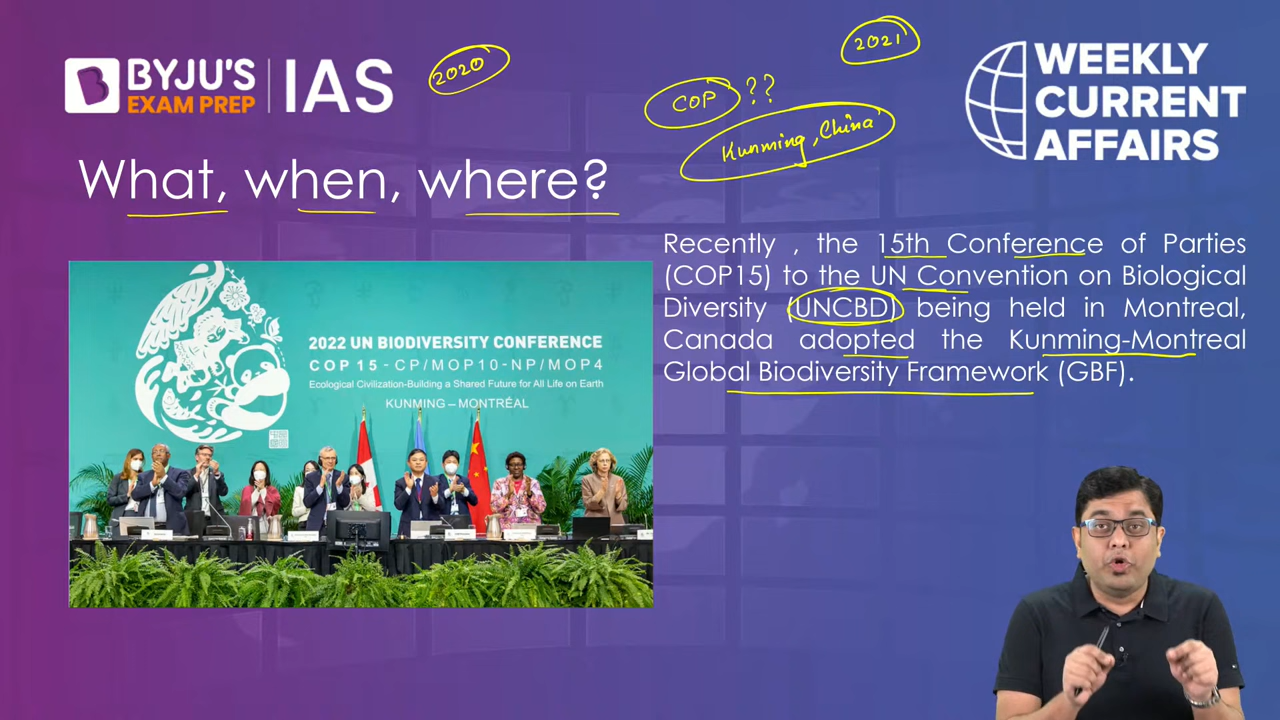 BYJU'S
EXAM PREP
IAS
2020
COP ??
Kunming, China
2021
WEEKLY
CURRENT
AFFAIRS
What, when, where?
2022 UN BIODIVERSITY CONFERENCE
COP 15 - CP/MOP10-NP/MOP4
Ecological Civilization-Building a Shared Future for All Life on Earth
KUNMING – MONTRÉAL
Recently , the 15th Conference of Parties
(COP15) to the UN Convention on Biological
Diversity (UNCBD) being held in Montreal,
Canada adopted the Kunming-Montreal
Global Biodiversity Framework (GBF).